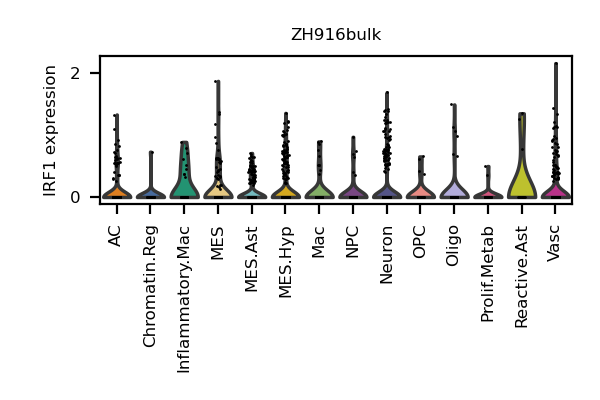 ZH916bulk
IRF1 expression
2
0
AC
Chromatin.Reg
Inflammatory.Mac
MES
MES.Ast
MES.Hyp
Mac
NPC
Neuron
OPC
Oligo
Prolif.Metab
Reactive.Ast
Vasc